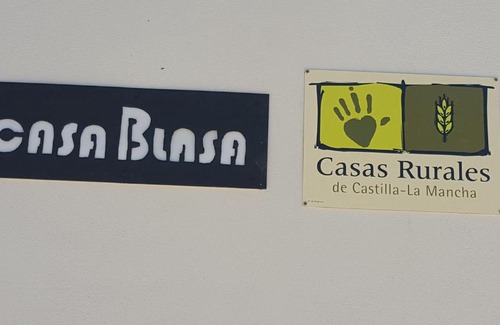 CASA BLASA
Casas Rurales
de Castilla-La Mancha